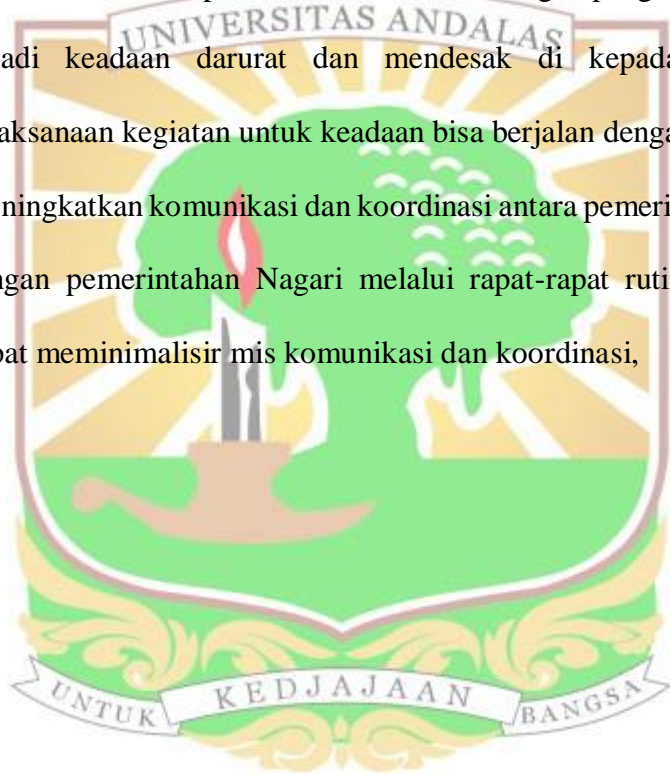 UNIVERSITAS ANDALAS
adi keadaan darurat dan mendesak di kepada
aksanaan kegiatan untuk keadaan bisa berjalan denga
ningkatkan komunikasi dan koordinasi antara pemeri
ngan pemerintahan Nagari melalui rapat-rapat ruti
pat meminimalisir mis komunikasi dan koordinasi,
UNTUK KEDJAJAAN BANGSA